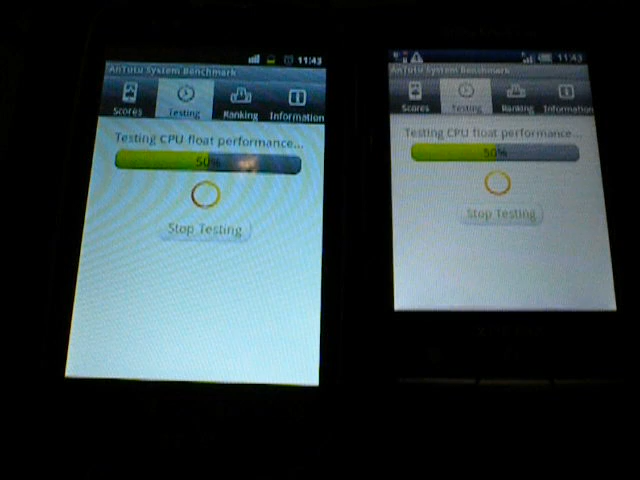 11:43
AnTuTu System Benchmark
Scores Testing Ranking Information
Testing CPU float performance...
50%
Stop Testing
11:43
AnTuTu System Benchmark
Scores Testing Ranking Information
Testing CPU float performance...
50%
Stop Testing